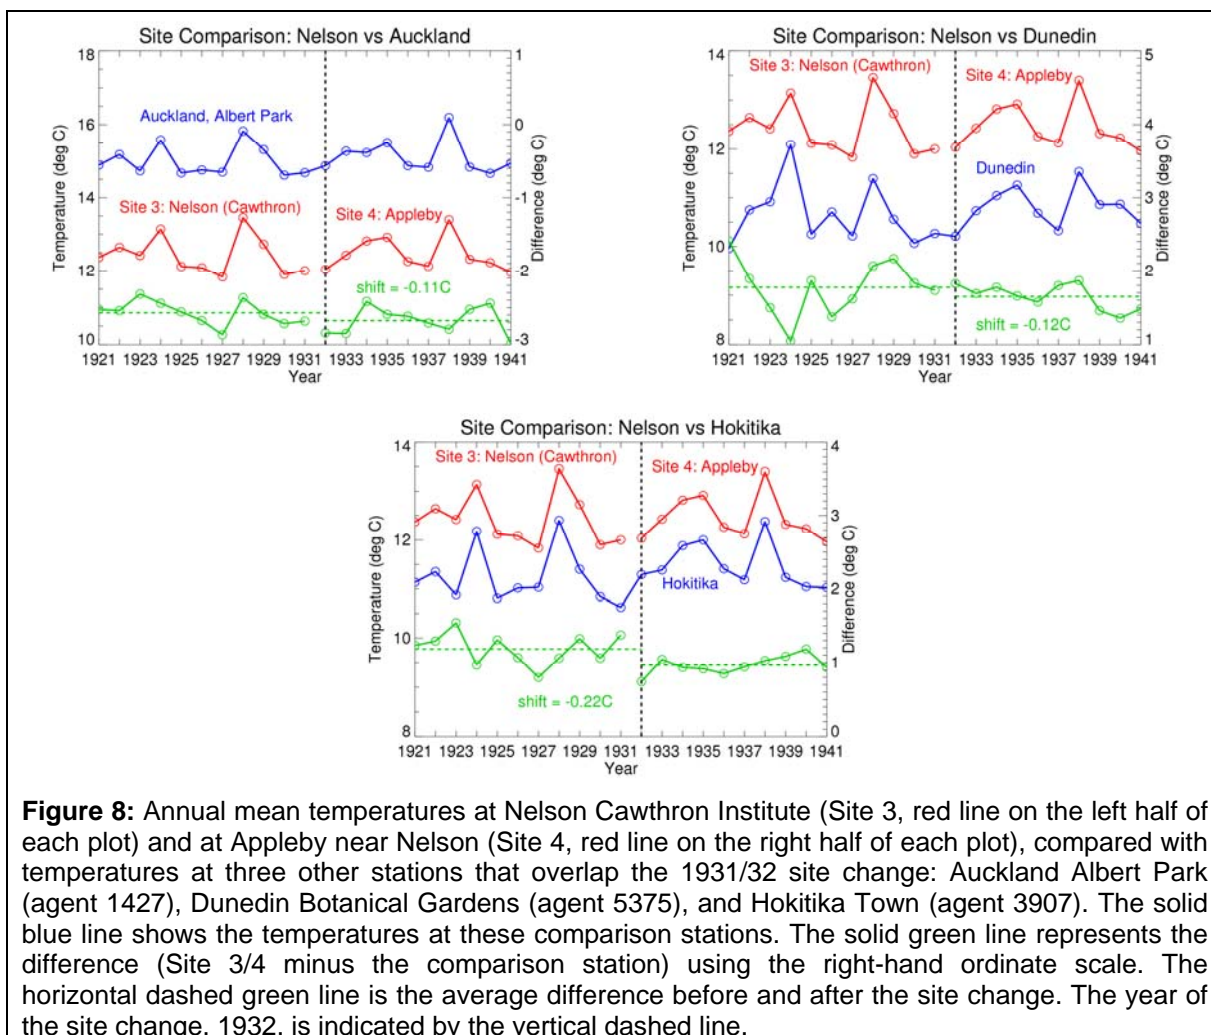 Site Comparison: Nelson vs Auckland
18
16
14
12
10
Temperature (deg C)
Auckland, Albert Park
Site 3: Nelson (Cawthron)
Site 4: Appleby
shift = -0.11C
1
0
-1
-2
-3
Difference (deg C)
1921 1923 1925 1927 1929 1931 1933 1935 1937 1939 1941
Year
Site Comparison: Nelson vs Dunedin
14
12
10
8
Temperature (deg C)
Site 3: Nelson (Cawthron)
Site 4: Appleby
Dunedin
shift = -0.12C
5
4
3
2
1
Difference (deg C)
1921 1923 1925 1927 1929 1931 1933 1935 1937 1939 1941
Year
Site Comparison: Nelson vs Hokitika
14
12
10
8
Temperature (deg C)
Site 3: Nelson (Cawthron)
Site 4: Appleby
Hokitika
shift = -0.22C
4
3
2
1
0
Difference (deg C)
1921 1923 1925 1927 1929 1931 1933 1935 1937 1939 1941
Year
Figure 8: Annual mean temperatures at Nelson Cawthron Institute (Site 3, red line on the left half of
each plot) and at Appleby near Nelson (Site 4, red line on the right half of each plot), compared with
temperatures at three other stations that overlap the 1931/32 site change: Auckland Albert Park
(agent 1427), Dunedin Botanical Gardens (agent 5375), and Hokitika Town (agent 3907). The solid
blue line shows the temperatures at these comparison stations. The solid green line represents the
difference (Site 3/4 minus the comparison station) using the right-hand ordinate scale. The
horizontal dashed green line is the average difference before and after the site change. The year of
the site change, 1932, is indicated by the vertical dashed line.